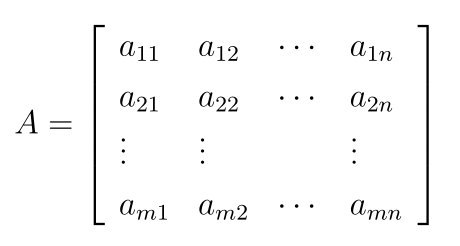 a₁₁ a₁₂ ⋯ a₁ₙ
a₂₁ a₂₂ ⋯ a₂ₙ
A = ⋮ ⋮ ⋮
aₘ₁ aₘ₂ ⋯ aₘₙ